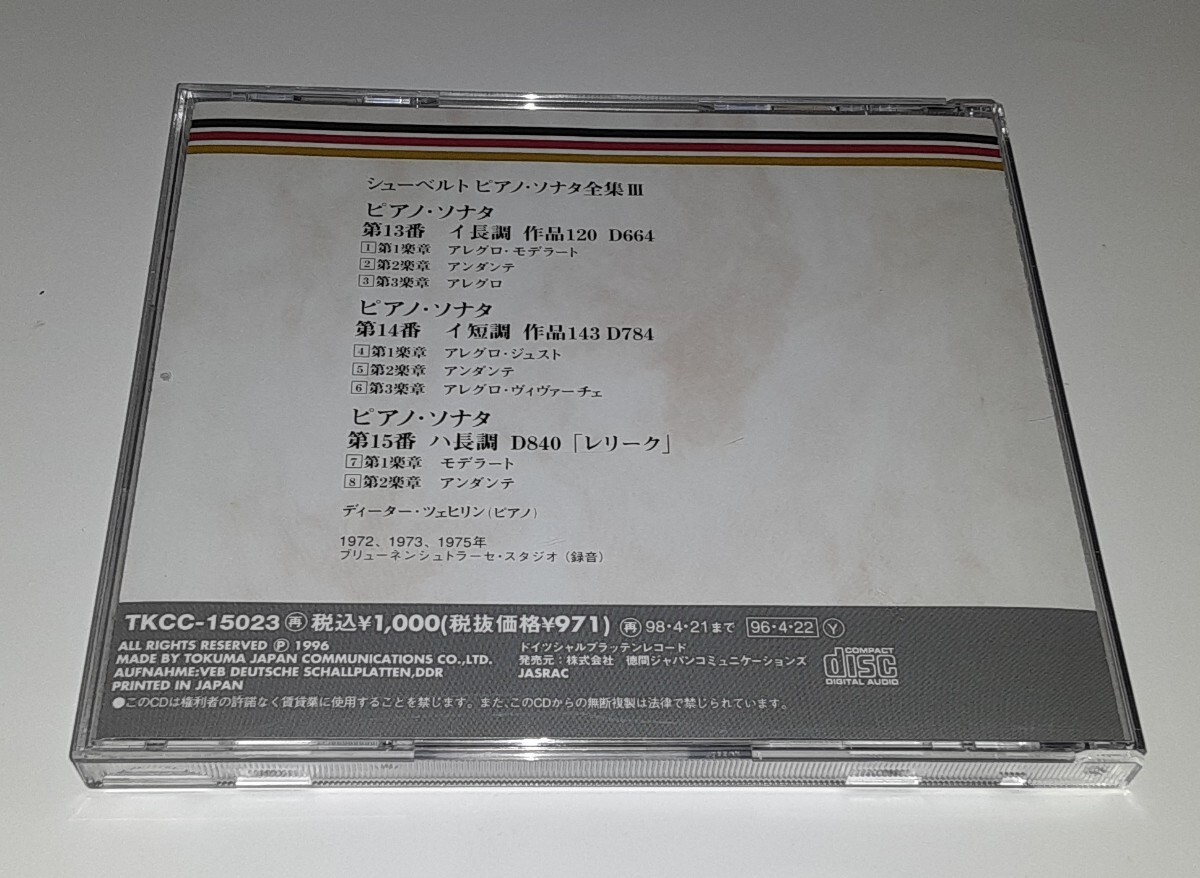 シューベルト ピアノ・ソナタ全集 III
ピアノ・ソナタ
第13番 イ長調 作品120 D664
1 第1楽章 アレグロ・モデラート
2 第2楽章 アンダンテ
3 第3楽章 アレグロ
ピアノ・ソナタ
第14番 イ短調 作品143 D784
4 第1楽章 アレグロ・ジュスト
5 第2楽章 アンダンテ
6 第3楽章 アレグロ・ヴィヴァーチェ
ピアノ・ソナタ
第15番 ハ長調 D840「レリーク」
7 第1楽章 モデラート
8 第2楽章 アンダンテ
ディーター・ツェヒリン(ピアノ)
1972、1973、1975年
ブリューネンシュトラーセ・スタジオ(録音)
TKCC-15023 再 税込¥1,000(税抜価格¥971) 再 98・4・21まで 96・4・22 Y
ALL RIGHTS RESERVED Ⓟ 1996
MADE BY TOKUMA JAPAN COMMUNICATIONS CO.,LTD.
AUFNAHME:VEB DEUTSCHE SCHALLPLATTEN,DDR
PRINTED IN JAPAN
ドイツシャルプラッテンレコード
発売元:株式会社 徳間ジャパンコミュニケーションズ
JASRAC
COMPACT
disc
DIGITAL AUDIO
●このCDは権利者の許諾なく賃貸業に使用することを禁じます。また、このCDからの無断複製は法律で禁じられています。